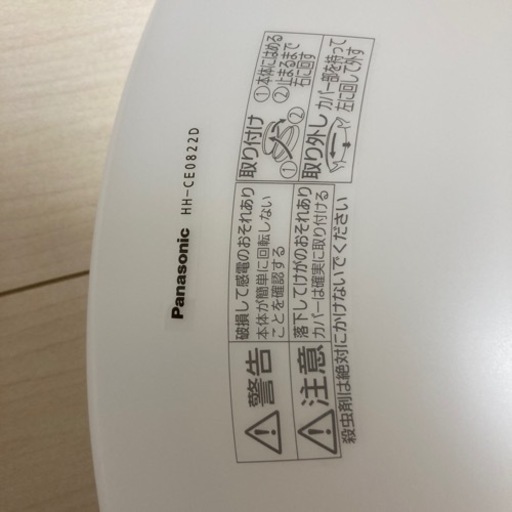 Panasonic HH-CE0822D
⚠警告
破損して感電のおそれあり
本体が簡単に回転しない
ことを確認する
取り付け
①本体にはめる
②止まるまで
右に回す
① ②
⚠注意
落下してけがのおそれあり
カバーは確実に取り付ける
取り外し
カバー部を持って
左に回して外す
殺虫剤は絶対にかけないでください